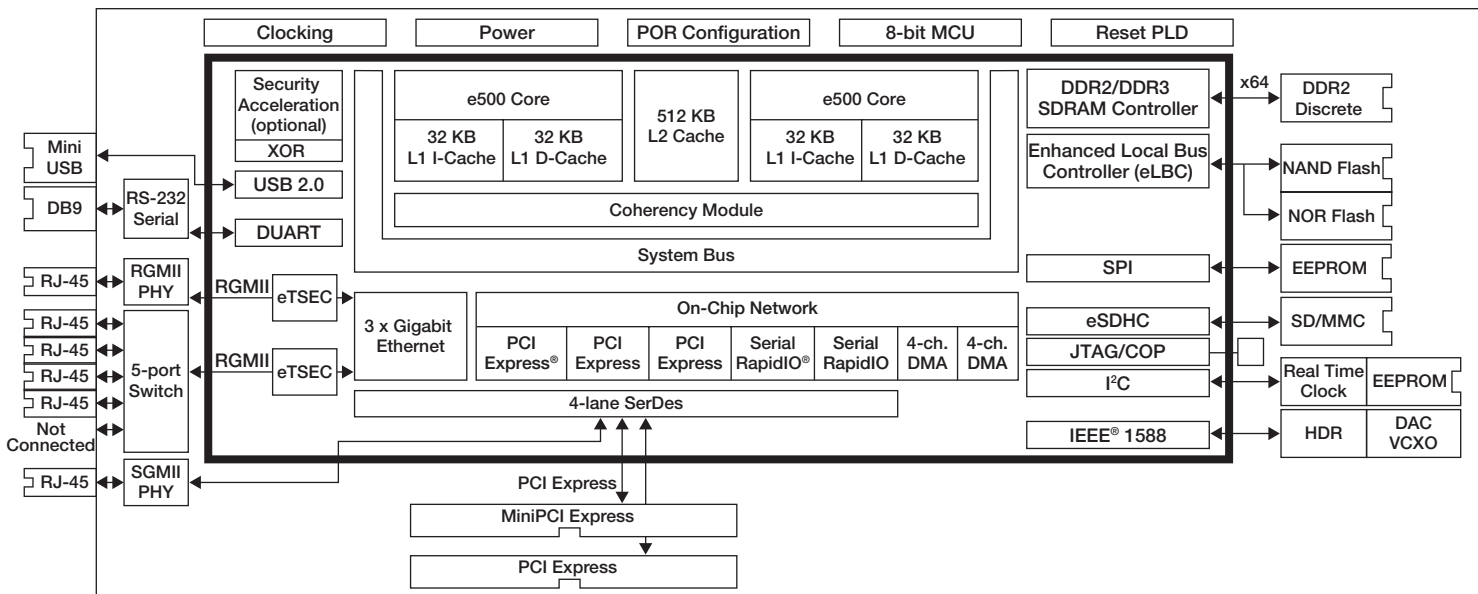 Clocking
Power
POR Configuration
8-bit MCU
Reset PLD
Security
Acceleration
(optional)
XOR
USB 2.0
DUART
e500 Core
32 KB
L1 I-Cache
32 KB
L1 D-Cache
512 KB
L2 Cache
e500 Core
32 KB
L1 I-Cache
32 KB
L1 D-Cache
Coherency Module
System Bus
DDR2/DDR3
SDRAM Controller
x64
DDR2
Discrete
Enhanced Local Bus
Controller (eLBC)
NAND Flash
NOR Flash
SPI
EEPROM
eSDHC
SD/MMC
JTAG/COP
I²C
Real Time
Clock
EEPROM
IEEE® 1588
HDR
DAC
VCXO
Mini
USB
DB9
RS-232
Serial
RJ-45
RGMII
PHY
RGMII
eTSEC
RJ-45
RJ-45
RJ-45
RJ-45
Not
Connected
5-port
Switch
RGMII
eTSEC
3 x Gigabit
Ethernet
On-Chip Network
PCI
Express®
PCI
Express
PCI
Express
Serial
RapidIO®
Serial
RapidIO
4-ch.
DMA
4-ch.
DMA
4-lane SerDes
RJ-45
SGMII
PHY
PCI Express
MiniPCI Express
PCI Express